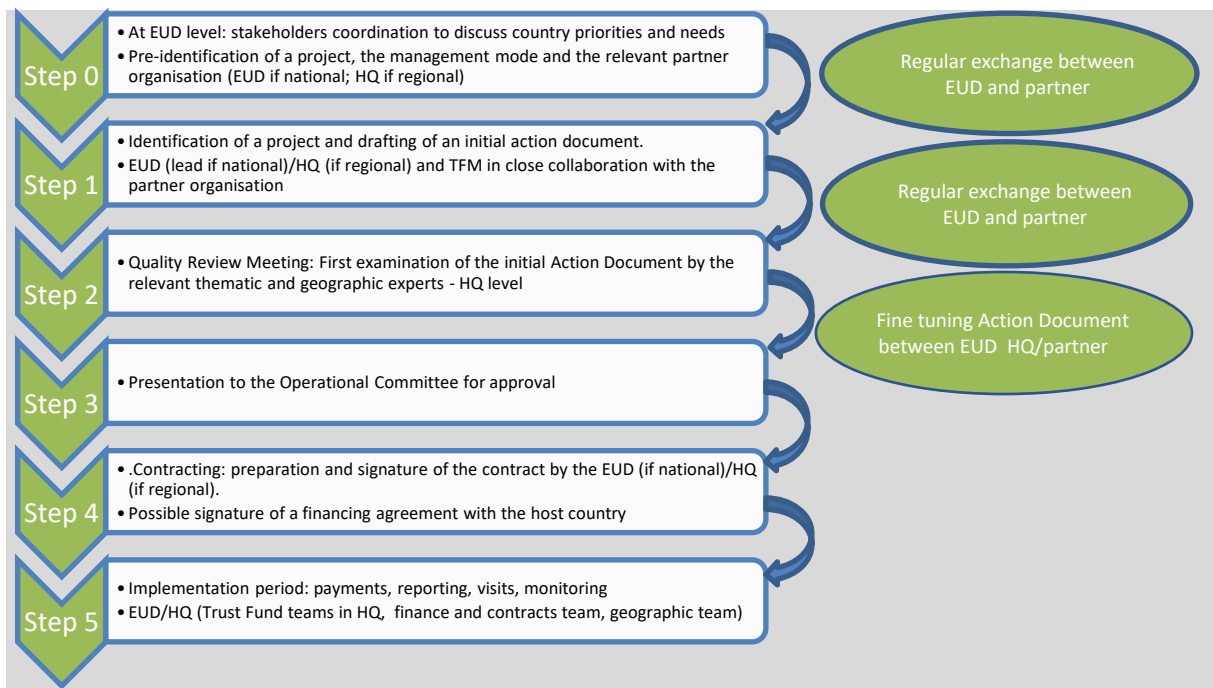 Step 0
• At EUD level: stakeholders coordination to discuss country priorities and needs
• Pre-identification of a project, the management mode and the relevant partner
organisation (EUD if national; HQ if regional)
Regular exchange between
EUD and partner
Step 1
• Identification of a project and drafting of an initial action document.
• EUD (lead if national)/HQ (if regional) and TFM in close collaboration with the
partner organisation
Regular exchange between
EUD and partner
Step 2
• Quality Review Meeting: First examination of the initial Action Document by the
relevant thematic and geographic experts - HQ level
Fine tuning Action Document
between EUD HQ/partner
Step 3
• Presentation to the Operational Committee for approval
Step 4
• .Contracting: preparation and signature of the contract by the EUD (if national)/HQ
(if regional).
• Possible signature of a financing agreement with the host country
Step 5
• Implementation period: payments, reporting, visits, monitoring
• EUD/HQ (Trust Fund teams in HQ, finance and contracts team, geographic team)